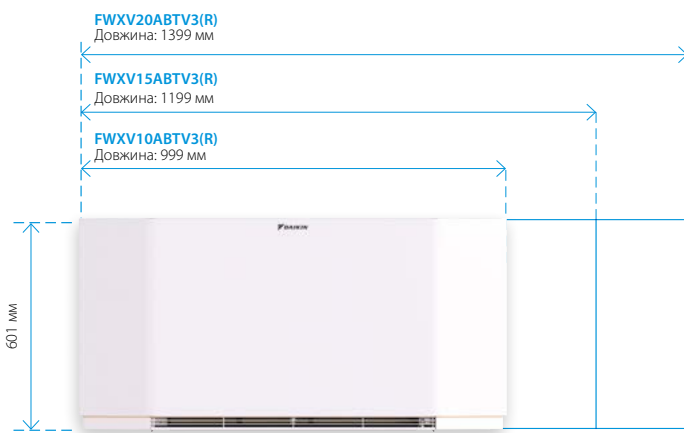 FWXV20ABTV3(R)
Довжина: 1399 мм
FWXV15ABTV3(R)
Довжина: 1199 мм
FWXV10ABTV3(R)
Довжина: 999 мм
DAIKIN
601 мм